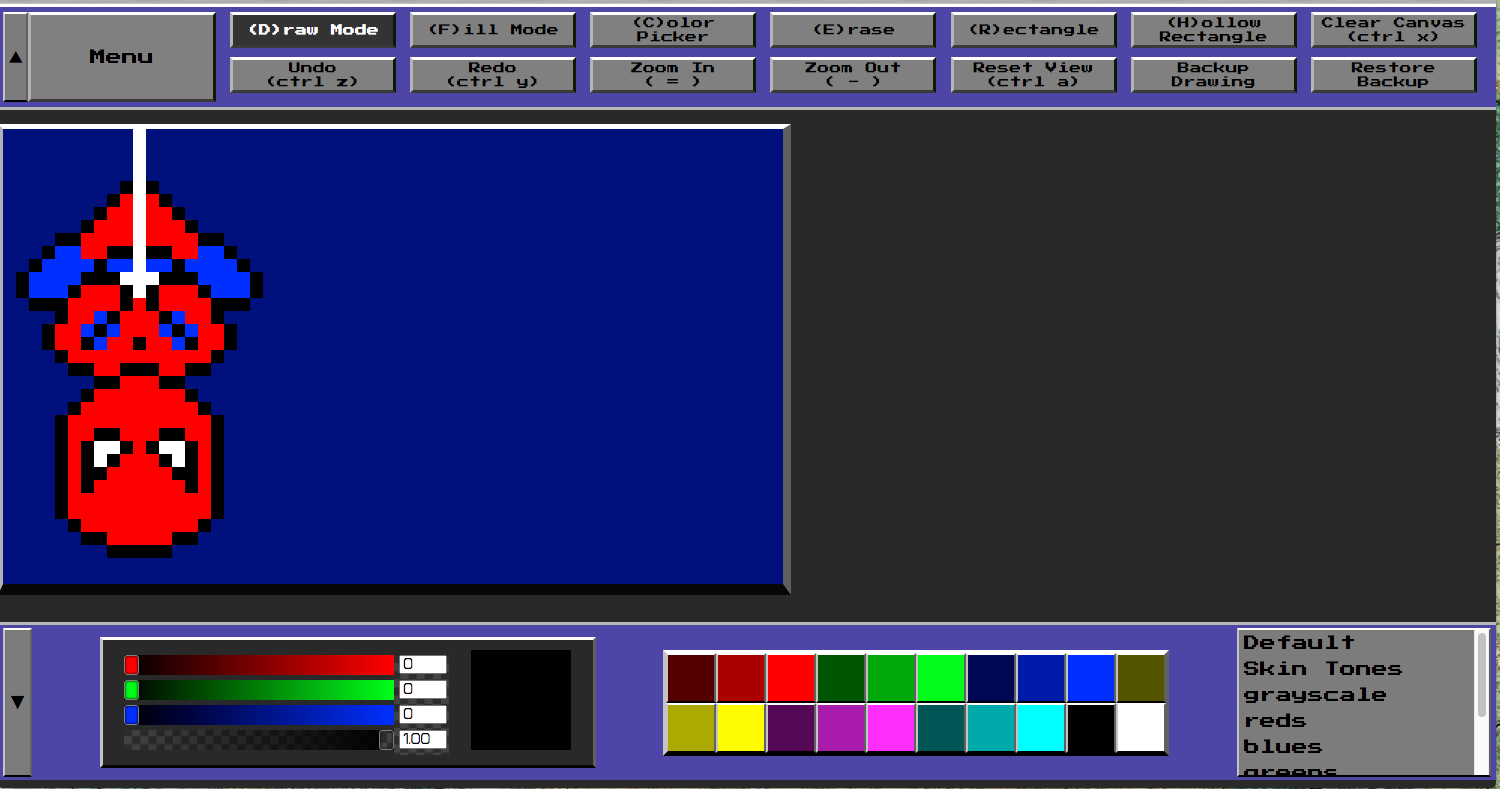 ▲
Menu
(D)raw Mode
(F)ill Mode
(C)olor
Picker
(E)rase
(R)ectangle
(H)ollow
Rectangle
Clear Canvas
(ctrl x)
Undo
(ctrl z)
Redo
(ctrl y)
Zoom In
( = )
Zoom Out
( - )
Reset View
(ctrl a)
Backup
Drawing
Restore
Backup
▼
0
0
0
1.00
Default
Skin Tones
grayscale
reds
blues
greens